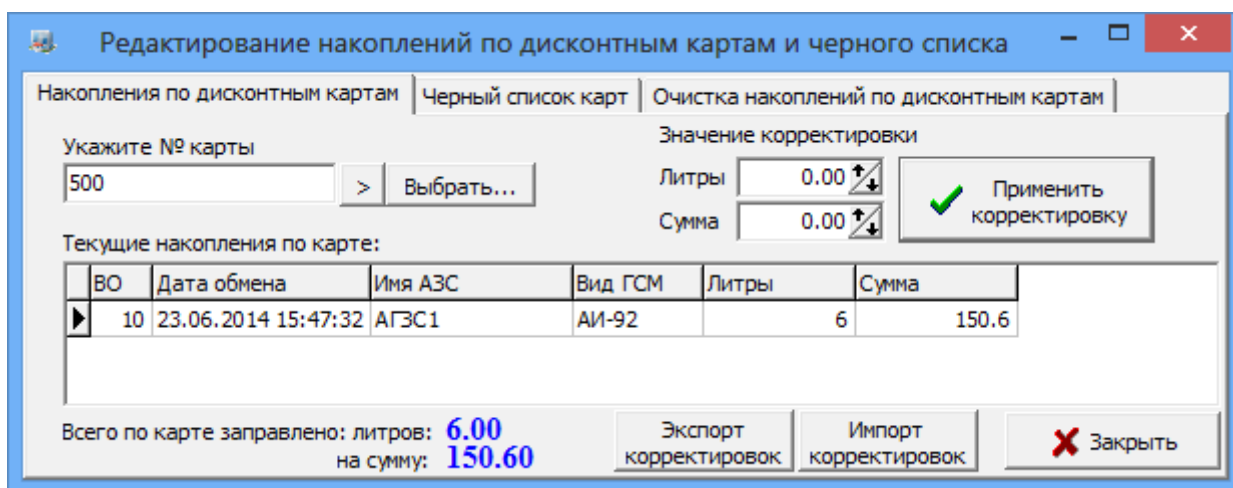 Редактирование накоплений по дисконтным картам и черного списка
Накопления по дисконтным картам Черный список карт Очистка накоплений по дисконтным картам
Укажите № карты
500 > Выбрать...
Значение корректировки
Литры 0.00
Сумма 0.00
Применить
корректировку
Текущие накопления по карте:
ВО Дата обмена Имя АЗС Вид ГСМ Литры Сумма
10 23.06.2014 15:47:32 АГЗС1 АИ-92 6 150.6
Всего по карте заправлено: литров: 6.00
на сумму: 150.60
Экспорт
корректировок
Импорт
корректировок
Закрыть